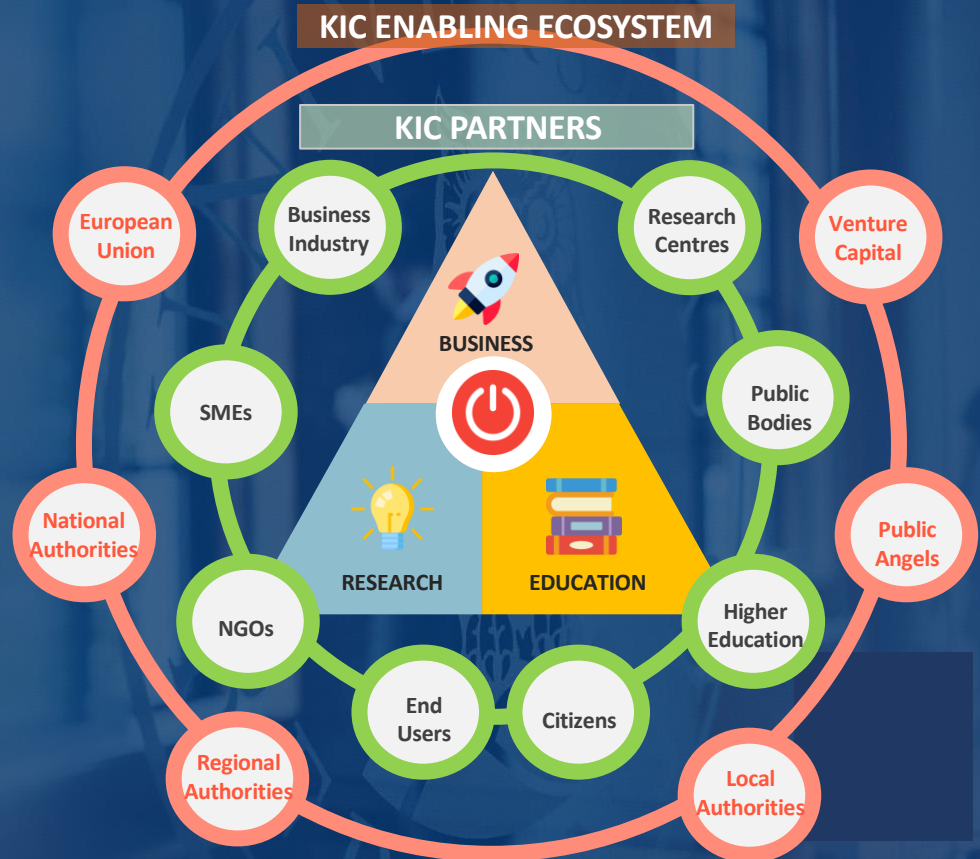 KIC ENABLING ECOSYSTEM
KIC PARTNERS
European
Union
Business
Industry
Research
Centres
Venture
Capital
BUSINESS
SMEs
Public
Bodies
National
Authorities
Public
Angels
RESEARCH
EDUCATION
NGOs
Higher
Education
End
Users
Citizens
Regional
Authorities
Local
Authorities